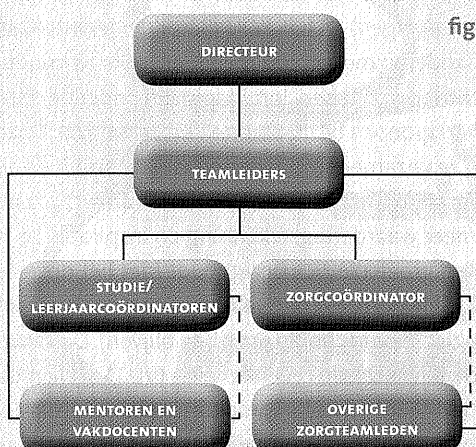 fig
DIRECTEUR
TEAMLEIDERS
STUDIE/
LEERJAARCOÖRDINATOREN
ZORGCOÖRDINATOR
MENTOREN EN
VAKDOCENTEN
OVERIGE
ZORGTEAMLEDEN